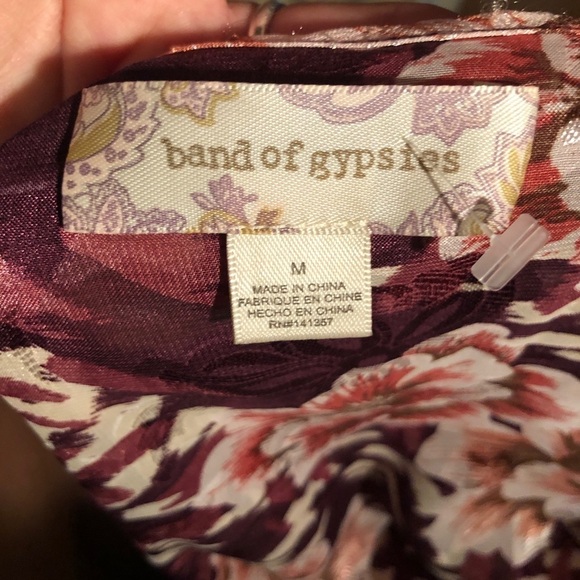 band of gypsies
M
MADE IN CHINA
FABRIQUE EN CHINE
HECHO EN CHINA
RN#141357